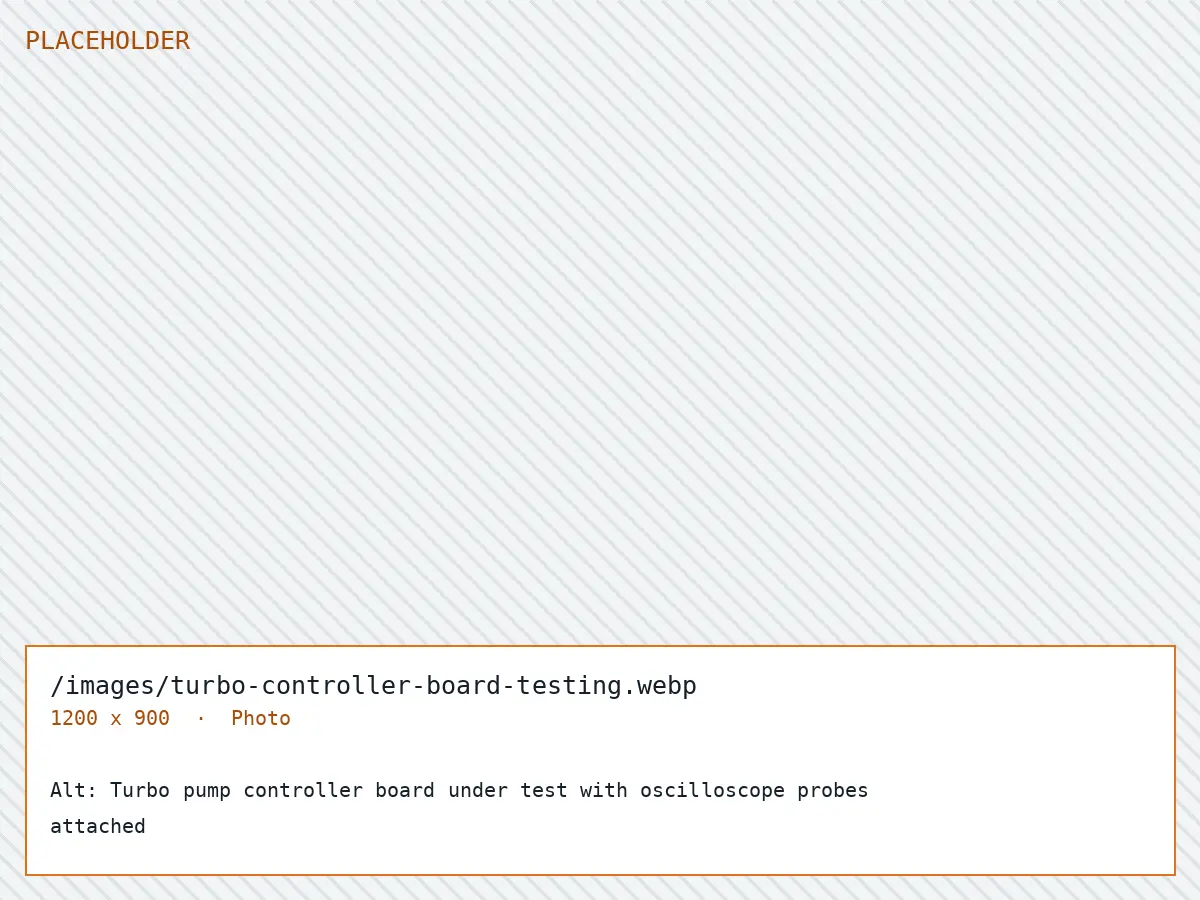 PLACEHOLDER
/images/turbo-controller-board-testing.webp
1200 x 900 · Photo
Alt: Turbo pump controller board under test with oscilloscope probes
attached